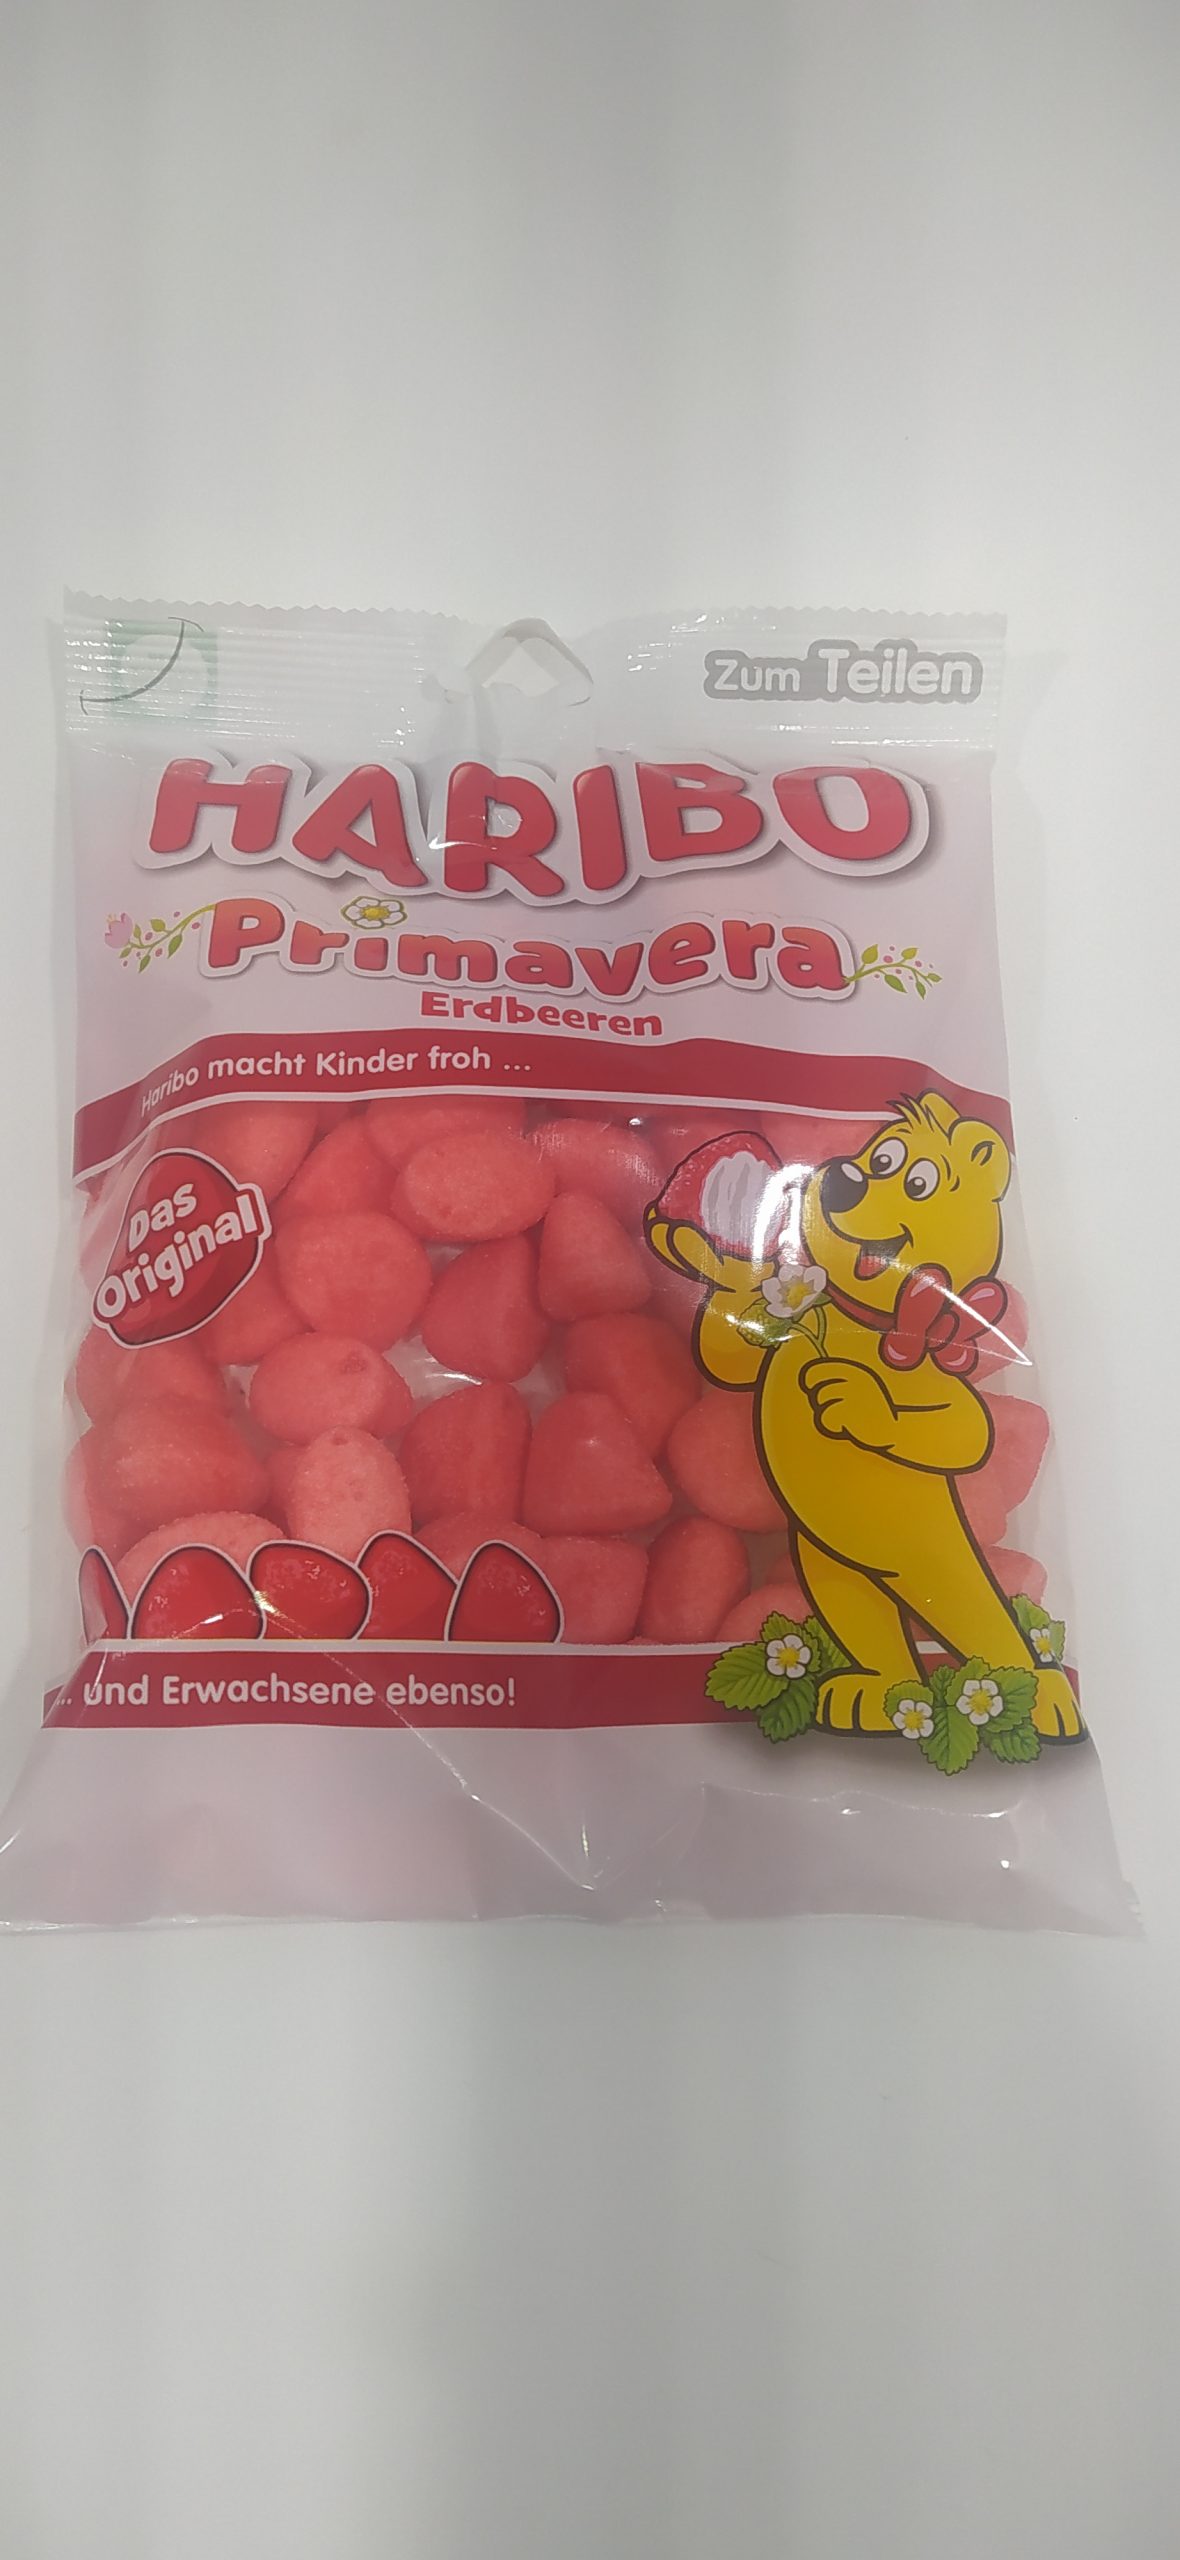 Zum Teilen
HARIBO
Primavera
Erdbeeren
Haribo macht Kinder froh ...
Das
Original
... und Erwachsene ebenso!